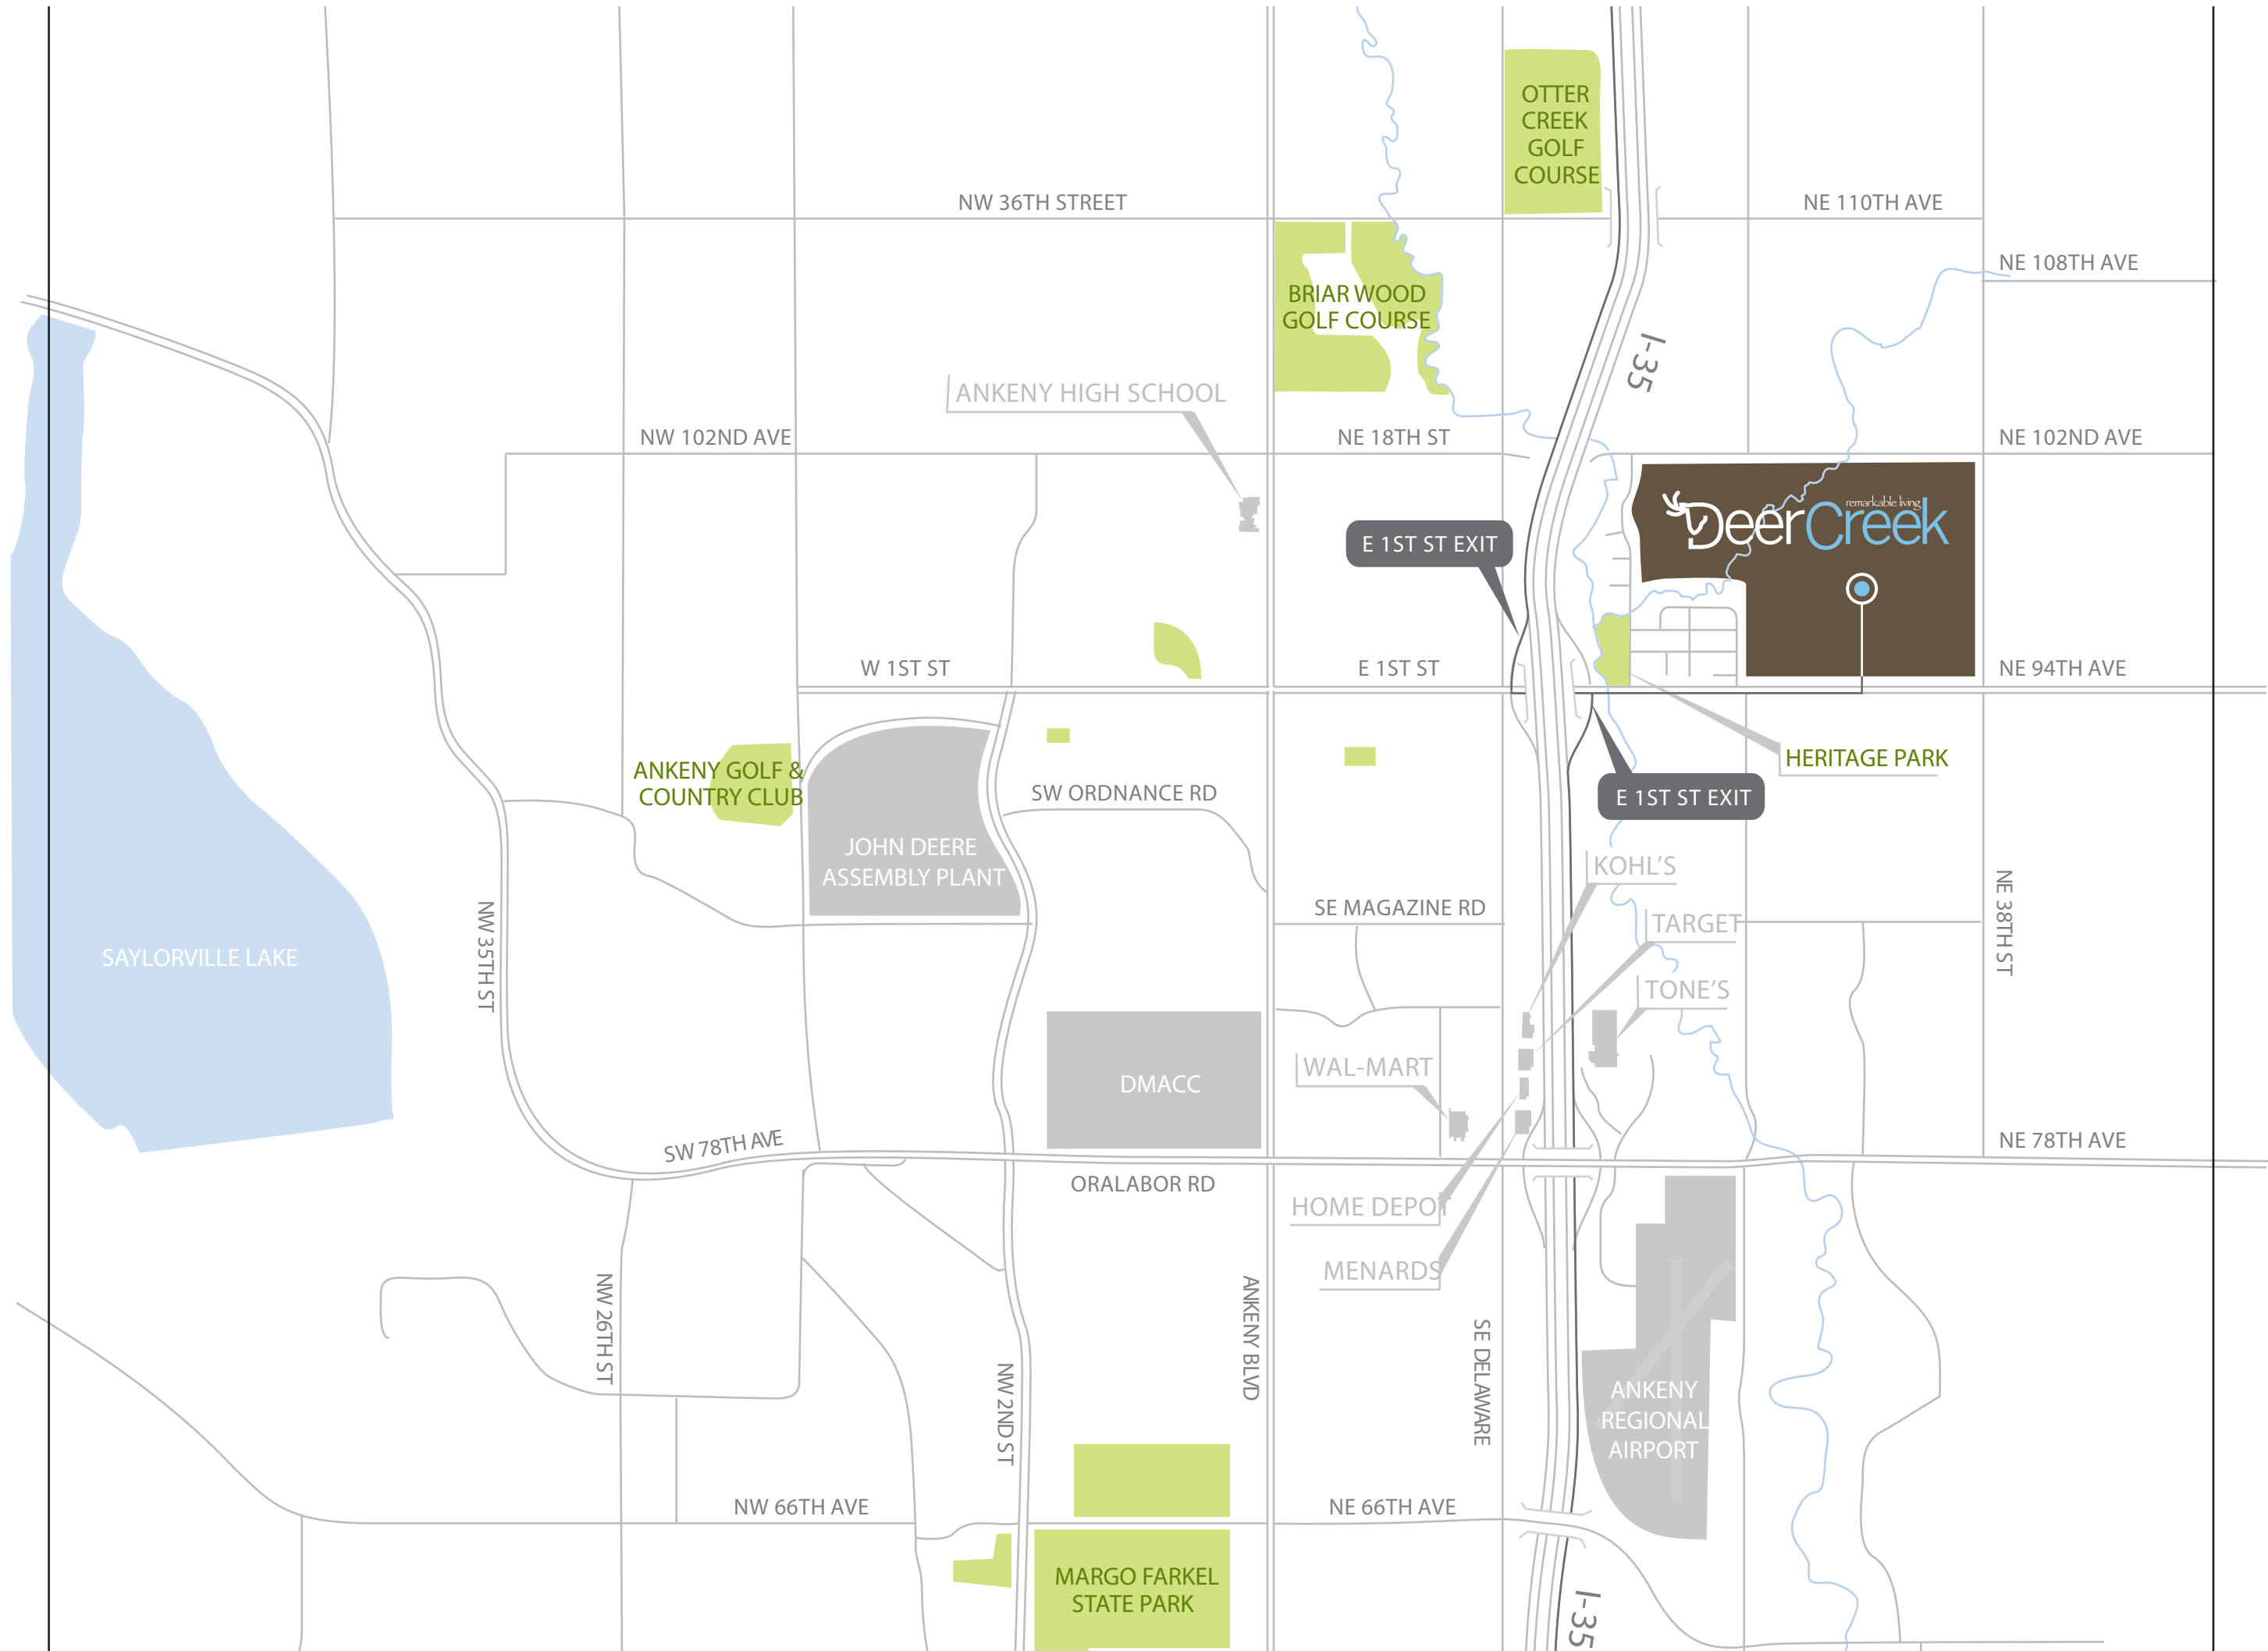 OTTER
CREEK
GOLF
COURSE
NW 36TH STREET
NE 110TH AVE
NE 108TH AVE
BRIAR WOOD
GOLF COURSE
I-35
ANKENY HIGH SCHOOL
NW 102ND AVE
NE 18TH ST
NE 102ND AVE
remarkable living
DeerCreek
E 1ST ST EXIT
W 1ST ST
E 1ST ST
NE 94TH AVE
HERITAGE PARK
ANKENY GOLF &
COUNTRY CLUB
SW ORDNANCE RD
E 1ST ST EXIT
JOHN DEERE
ASSEMBLY PLANT
KOHL'S
SE MAGAZINE RD
TARGET
NE 38TH ST
NW 35TH ST
SAYLORVILLE LAKE
TONE'S
WAL-MART
DMACC
SW 78TH AVE
NE 78TH AVE
ORALABOR RD
HOME DEPOT
MENARDS
NW 26TH ST
ANKENY BLVD
SE DELAWARE
NW 2ND ST
ANKENY
REGIONAL
AIRPORT
NW 66TH AVE
NE 66TH AVE
MARGO FARKEL
STATE PARK
I-35